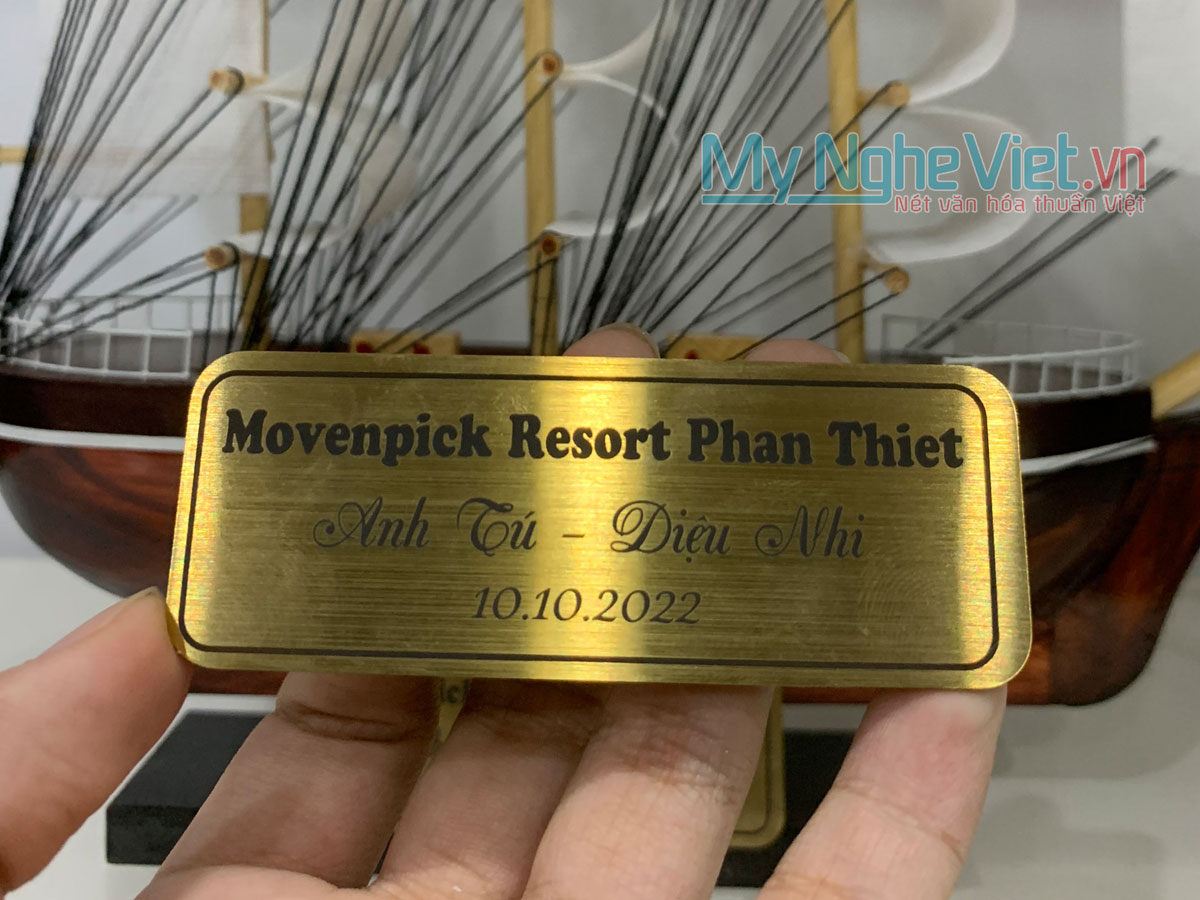 MyNgheViet.vn
Nét văn hóa thuần Việt
Movenpick Resort Phan Thiet
Anh Tú - Diệu Nhi
10.10.2022